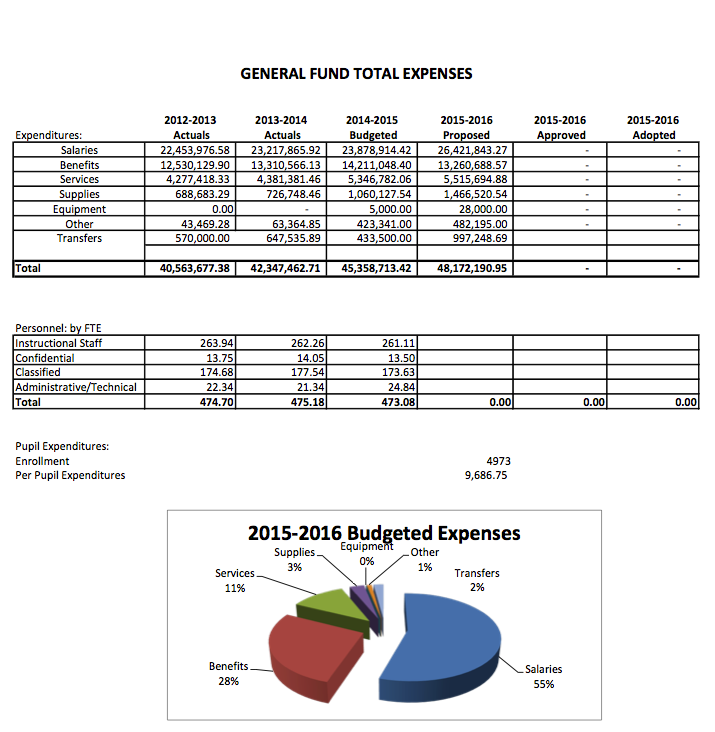 GENERAL FUND TOTAL EXPENSES
2012-2013 2013-2014 2014-2015 2015-2016 2015-2016 2015-2016
Expenditures: Actuals Actuals Budgeted Proposed Approved Adopted
Salaries 22,453,976.58 23,217,865.92 23,878,914.42 26,421,843.27 - -
Benefits 12,530,129.90 13,310,566.13 14,211,048.40 13,260,688.57 - -
Services 4,277,418.33 4,381,381.46 5,346,782.06 5,515,694.88 - -
Supplies 688,683.29 726,748.46 1,060,127.54 1,466,520.54 - -
Equipment 0.00 - 5,000.00 28,000.00 - -
Other 43,469.28 63,364.85 423,341.00 482,195.00 - -
Transfers 570,000.00 647,535.89 433,500.00 997,248.69
Total 40,563,677.38 42,347,462.71 45,358,713.42 48,172,190.95 - -
Personnel: by FTE
Instructional Staff 263.94 262.26 261.11
Confidential 13.75 14.05 13.50
Classified 174.68 177.54 173.63
Administrative/Technical 22.34 21.34 24.84
Total 474.70 475.18 473.08 0.00 0.00 0.00
Pupil Expenditures:
Enrollment 4973
Per Pupil Expenditures 9,686.75
2015-2016 Budgeted Expenses
Supplies 3%
Equipment 0%
Other 1%
Services 11%
Transfers 2%
Benefits 28%
Salaries 55%